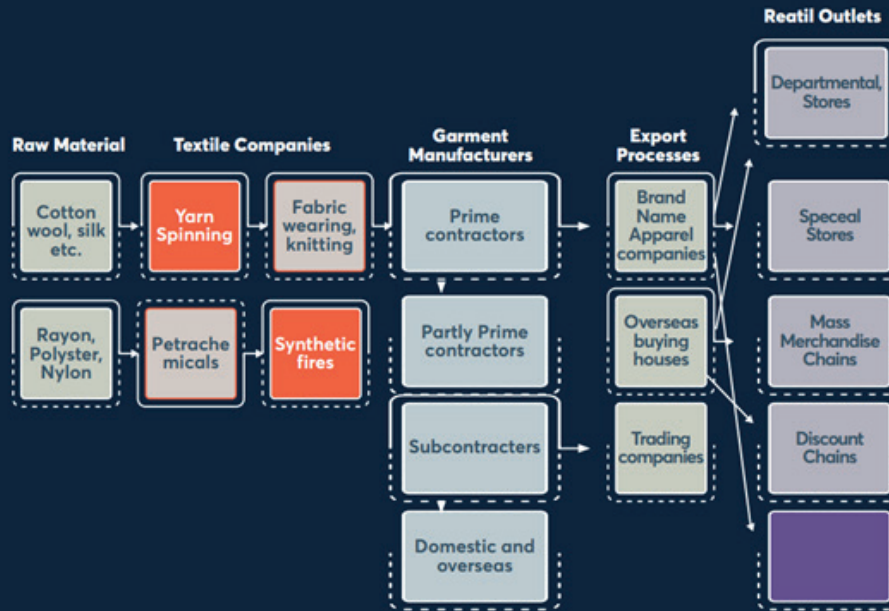 Reatil Outlets
Departmental,
Stores
Raw Material
Textile Companies
Garment
Manufacturers
Export
Processes
Cotton
wool, silk
etc.
Yarn
Spinning
Fabric
wearing,
knitting
Prime
contractors
Brand
Name
Apparel
companies
Speceal
Stores
Rayon,
Polyster,
Nylon
Petrache
micals
Synthetic
fires
Partly Prime
contractors
Overseas
buying
houses
Mass
Merchandise
Chains
Subcontracters
Trading
companies
Discount
Chains
Domestic and
overseas